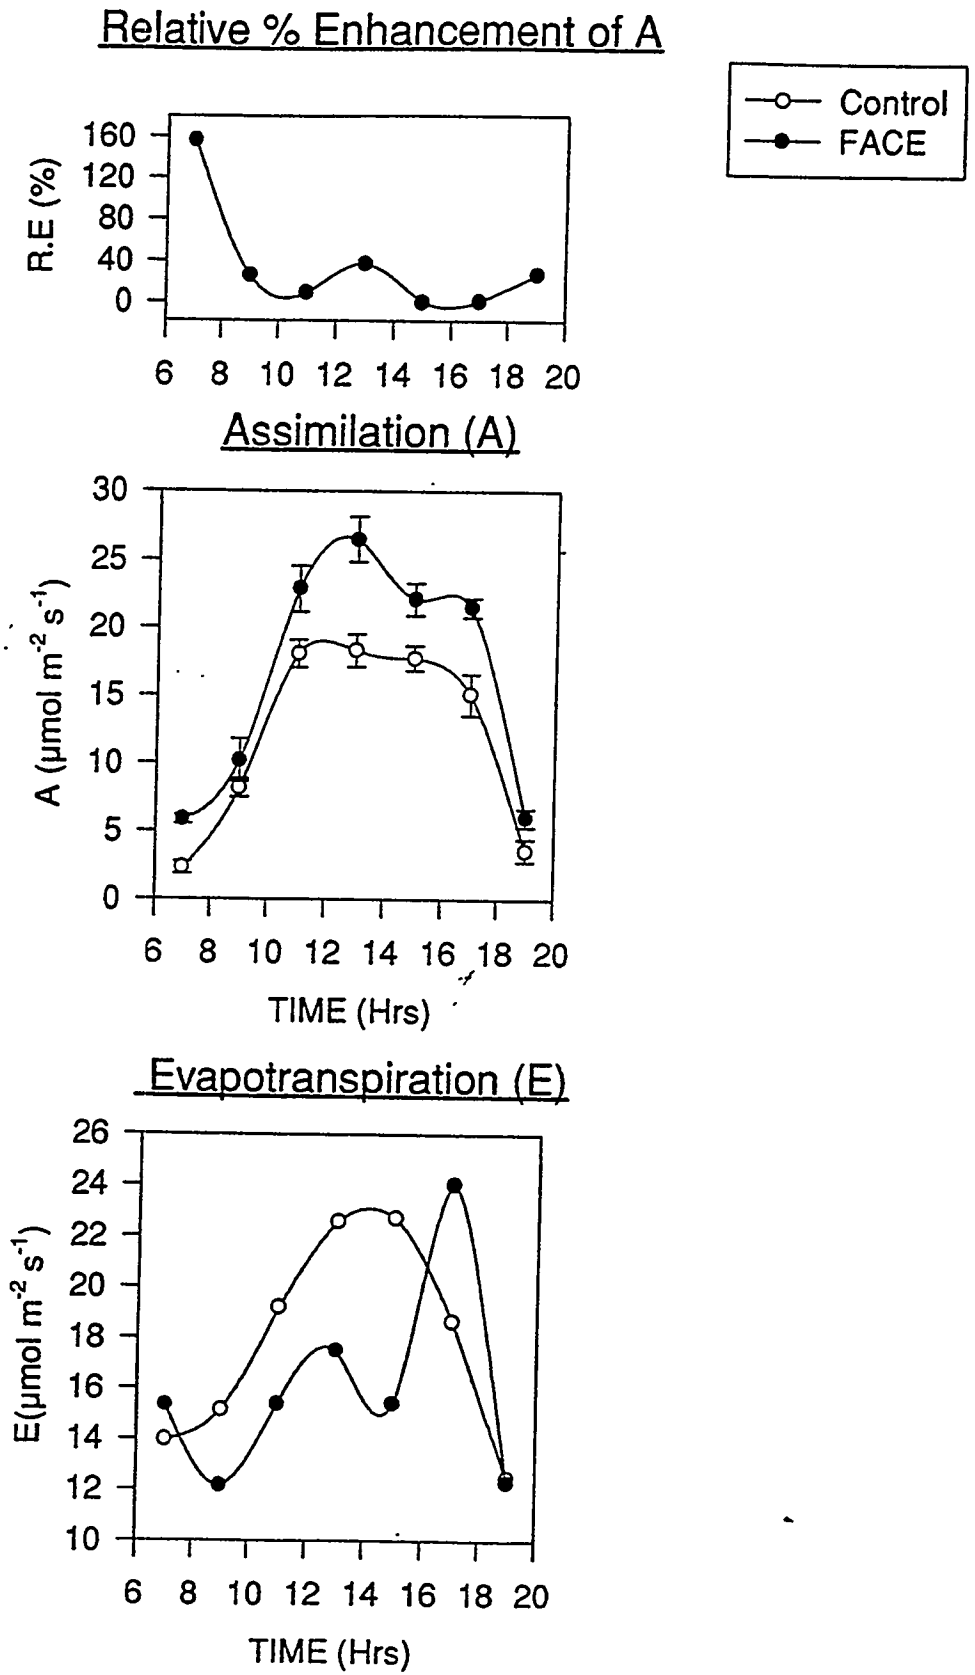 Relative % Enhancement of A
Control
FACE
160
120
80
40
0
R.E (%)
6 8 10 12 14 16 18 20
Assimilation (A)
30
25
20
15
10
5
0
A (µmol m⁻² s⁻¹)
6 8 10 12 14 16 18 20
TIME (Hrs)
Evapotranspiration (E)
26
24
22
20
18
16
14
12
10
E(µmol m⁻² s⁻¹)
6 8 10 12 14 16 18 20
TIME (Hrs)